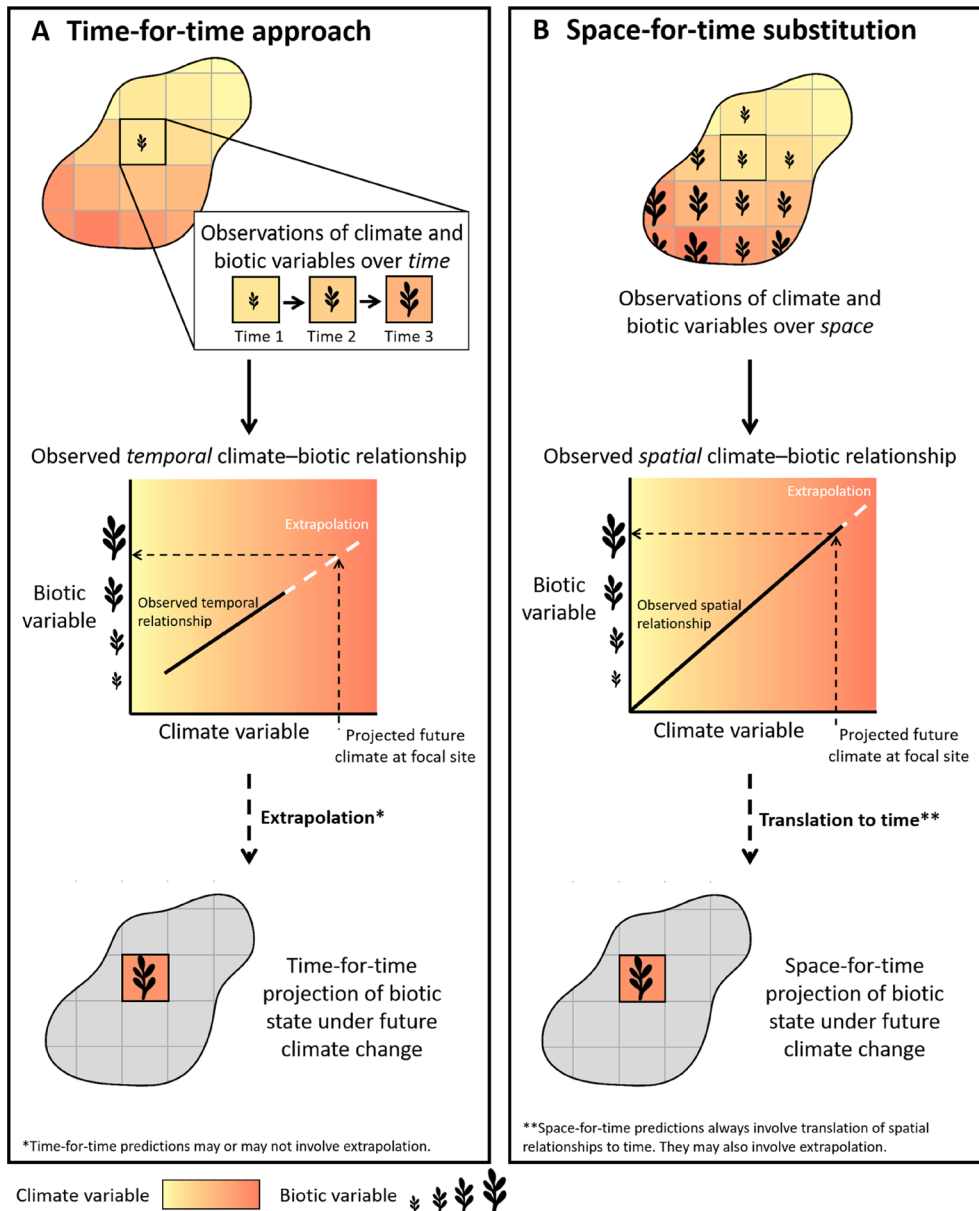 A Time-for-time approach
Observations of climate and
biotic variables over time
Time 1
Time 2
Time 3
Observed temporal climate–biotic relationship
Extrapolation
Biotic
variable
Observed temporal
relationship
Climate variable
Projected future
climate at focal site
Extrapolation*
Time-for-time
projection of biotic
state under future
climate change
*Time-for-time predictions may or may not involve extrapolation.
B Space-for-time substitution
Observations of climate and
biotic variables over space
Observed spatial climate–biotic relationship
Extrapolation
Biotic
variable
Observed spatial
relationship
Climate variable
Projected future
climate at focal site
Translation to time**
Space-for-time
projection of biotic
state under future
climate change
**Space-for-time predictions always involve translation of spatial
relationships to time. They may also involve extrapolation.
Climate variable
Biotic variable